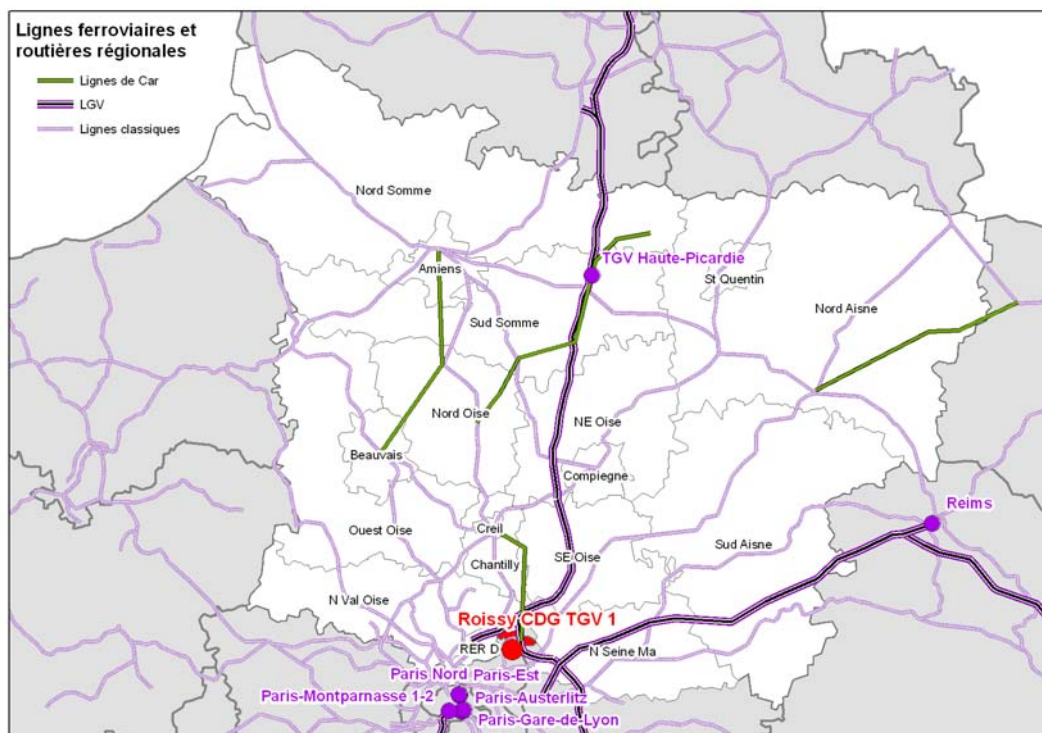 Lignes ferroviaires et
routières régionales
Lignes de Car
LGV
Lignes classiques
Nord Somme
TGV Haute-Picardie
Amiens
St Quentin
Nord Aisne
Sud Somme
Nord Oise
NE Oise
Beauvais
Compiegne
Reims
Ouest Oise
Creil
Sud Aisne
SE Oise
Chantilly
N Val Oise
Roissy CDG TGV 1
RER D
N Seine Ma
Paris Nord Paris-Est
Paris-Montparnasse 1-2 Paris-Austerlitz
Paris-Gare-de-Lyon